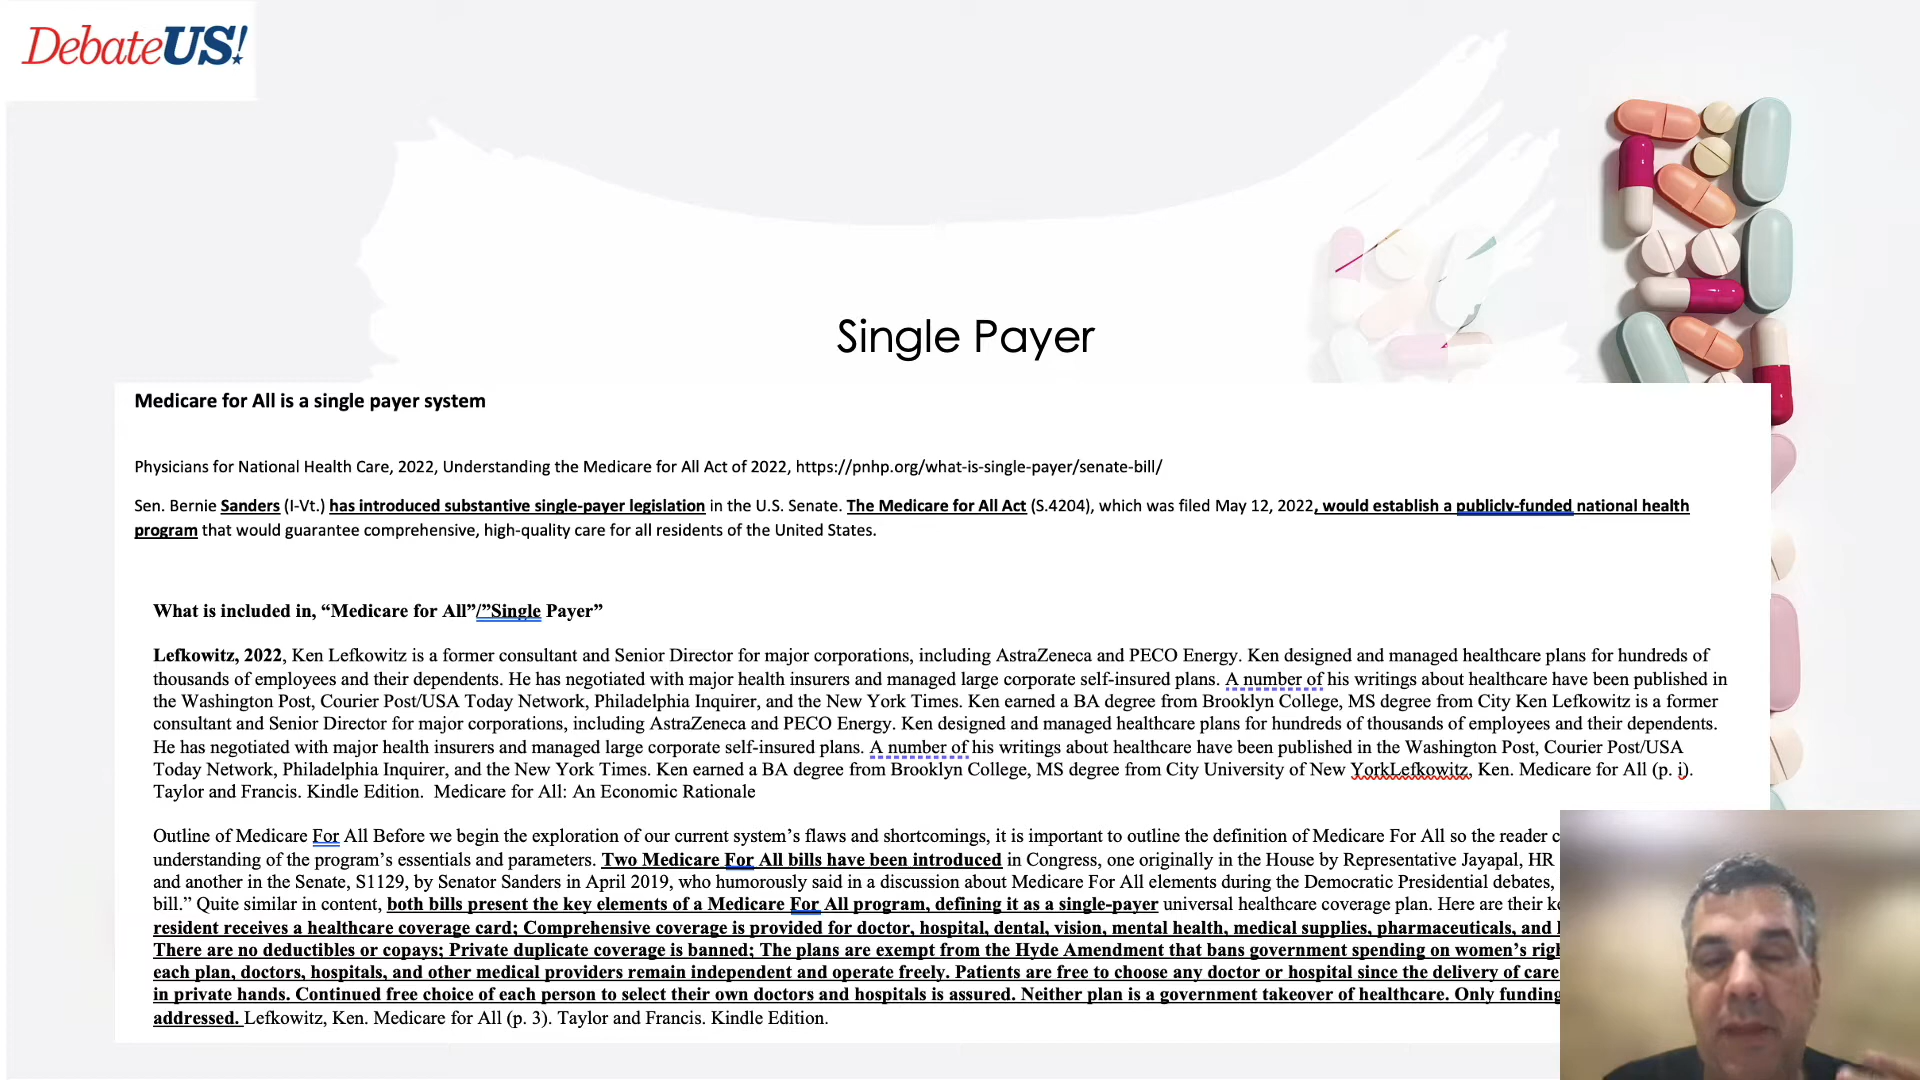 DebateUS!
Single Payer
Medicare for All is a single payer system
Physicians for National Health Care, 2022, Understanding the Medicare for All Act of 2022, https://pnhp.org/what-is-single-payer/senate-bill/
Sen. Bernie Sanders (I-Vt.) has introduced substantive single-payer legislation in the U.S. Senate. The Medicare for All Act (S.4204), which was filed May 12, 2022, would establish a publicly-funded national health
program that would guarantee comprehensive, high-quality care for all residents of the United States.
What is included in, “Medicare for All”/”Single Payer”
Lefkowitz, 2022, Ken Lefkowitz is a former consultant and Senior Director for major corporations, including AstraZeneca and PECO Energy. Ken designed and managed healthcare plans for hundreds of
thousands of employees and their dependents. He has negotiated with major health insurers and managed large corporate self-insured plans. A number of his writings about healthcare have been published in
the Washington Post, Courier Post/USA Today Network, Philadelphia Inquirer, and the New York Times. Ken earned a BA degree from Brooklyn College, MS degree from City Ken Lefkowitz is a former
consultant and Senior Director for major corporations, including AstraZeneca and PECO Energy. Ken designed and managed healthcare plans for hundreds of thousands of employees and their dependents.
He has negotiated with major health insurers and managed large corporate self-insured plans. A number of his writings about healthcare have been published in the Washington Post, Courier Post/USA
Today Network, Philadelphia Inquirer, and the New York Times. Ken earned a BA degree from Brooklyn College, MS degree from City University of New YorkLefkowitz, Ken. Medicare for All (p. i).
Taylor and Francis. Kindle Edition. Medicare for All: An Economic Rationale
Outline of Medicare For All Before we begin the exploration of our current system’s flaws and shortcomings, it is important to outline the definition of Medicare For All so the reader
understanding of the program’s essentials and parameters. Two Medicare For All bills have been introduced in Congress, one originally in the House by Representative Jayapal, HR
and another in the Senate, S1129, by Senator Sanders in April 2019, who humorously said in a discussion about Medicare For All elements during the Democratic Presidential debates,
bill.” Quite similar in content, both bills present the key elements of a Medicare For All program, defining it as a single-payer universal healthcare coverage plan. Here are their
resident receives a healthcare coverage card; Comprehensive coverage is provided for doctor, hospital, dental, vision, mental health, medical supplies, pharmaceuticals, and
There are no deductibles or copays; Private duplicate coverage is banned; The plans are exempt from the Hyde Amendment that bans government spending on women’s
each plan, doctors, hospitals, and other medical providers remain independent and operate freely. Patients are free to choose any doctor or hospital since the delivery of care
in private hands. Continued free choice of each person to select their own doctors and hospitals is assured. Neither plan is a government takeover of healthcare. Only funding
addressed. Lefkowitz, Ken. Medicare for All (p. 3). Taylor and Francis. Kindle Edition.